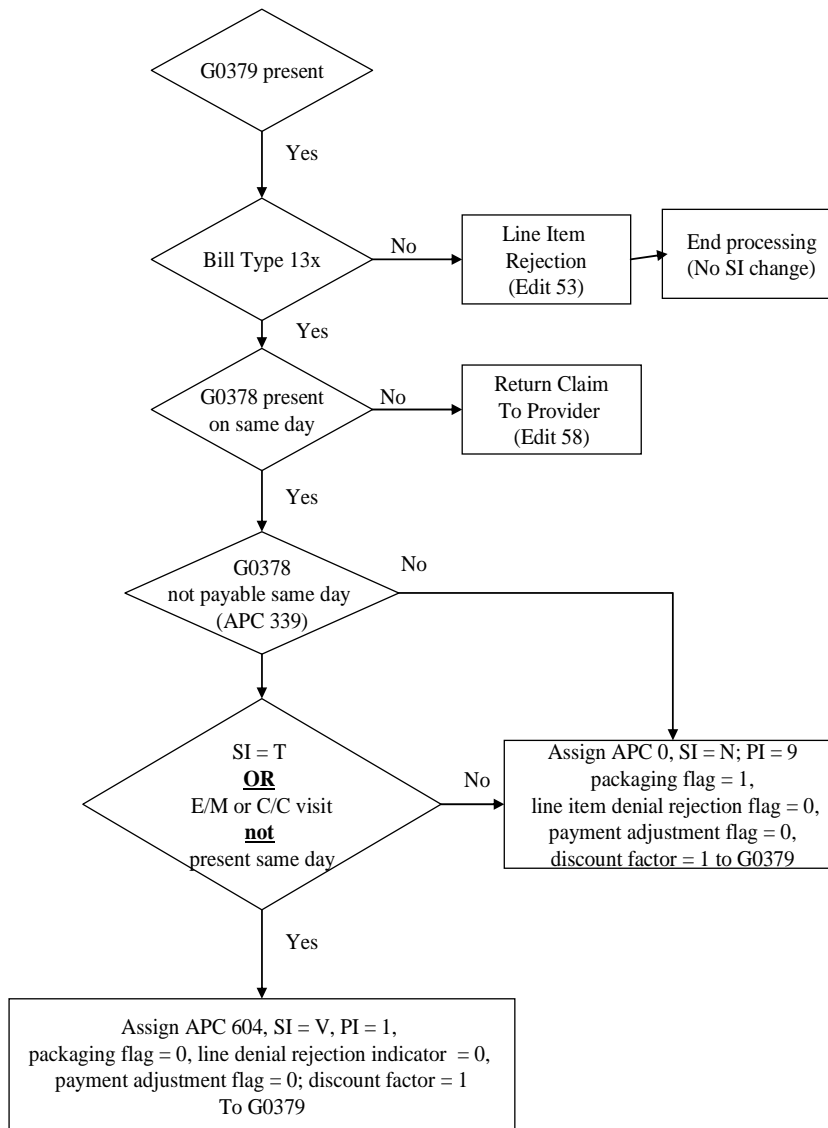 G0379 present
Yes
Bill Type 13x
No
Line Item
Rejection
(Edit 53)
End processing
(No SI change)
Yes
G0378 present
on same day
No
Return Claim
To Provider
(Edit 58)
Yes
G0378
not payable same day
(APC 339)
No
SI = T
OR
E/M or C/C visit
not
present same day
No
Assign APC 0, SI = N; PI = 9
packaging flag = 1,
line item denial rejection flag = 0,
payment adjustment flag = 0,
discount factor = 1 to G0379
Yes
Assign APC 604, SI = V, PI = 1,
packaging flag = 0, line denial rejection indicator = 0,
payment adjustment flag = 0; discount factor = 1
To G0379